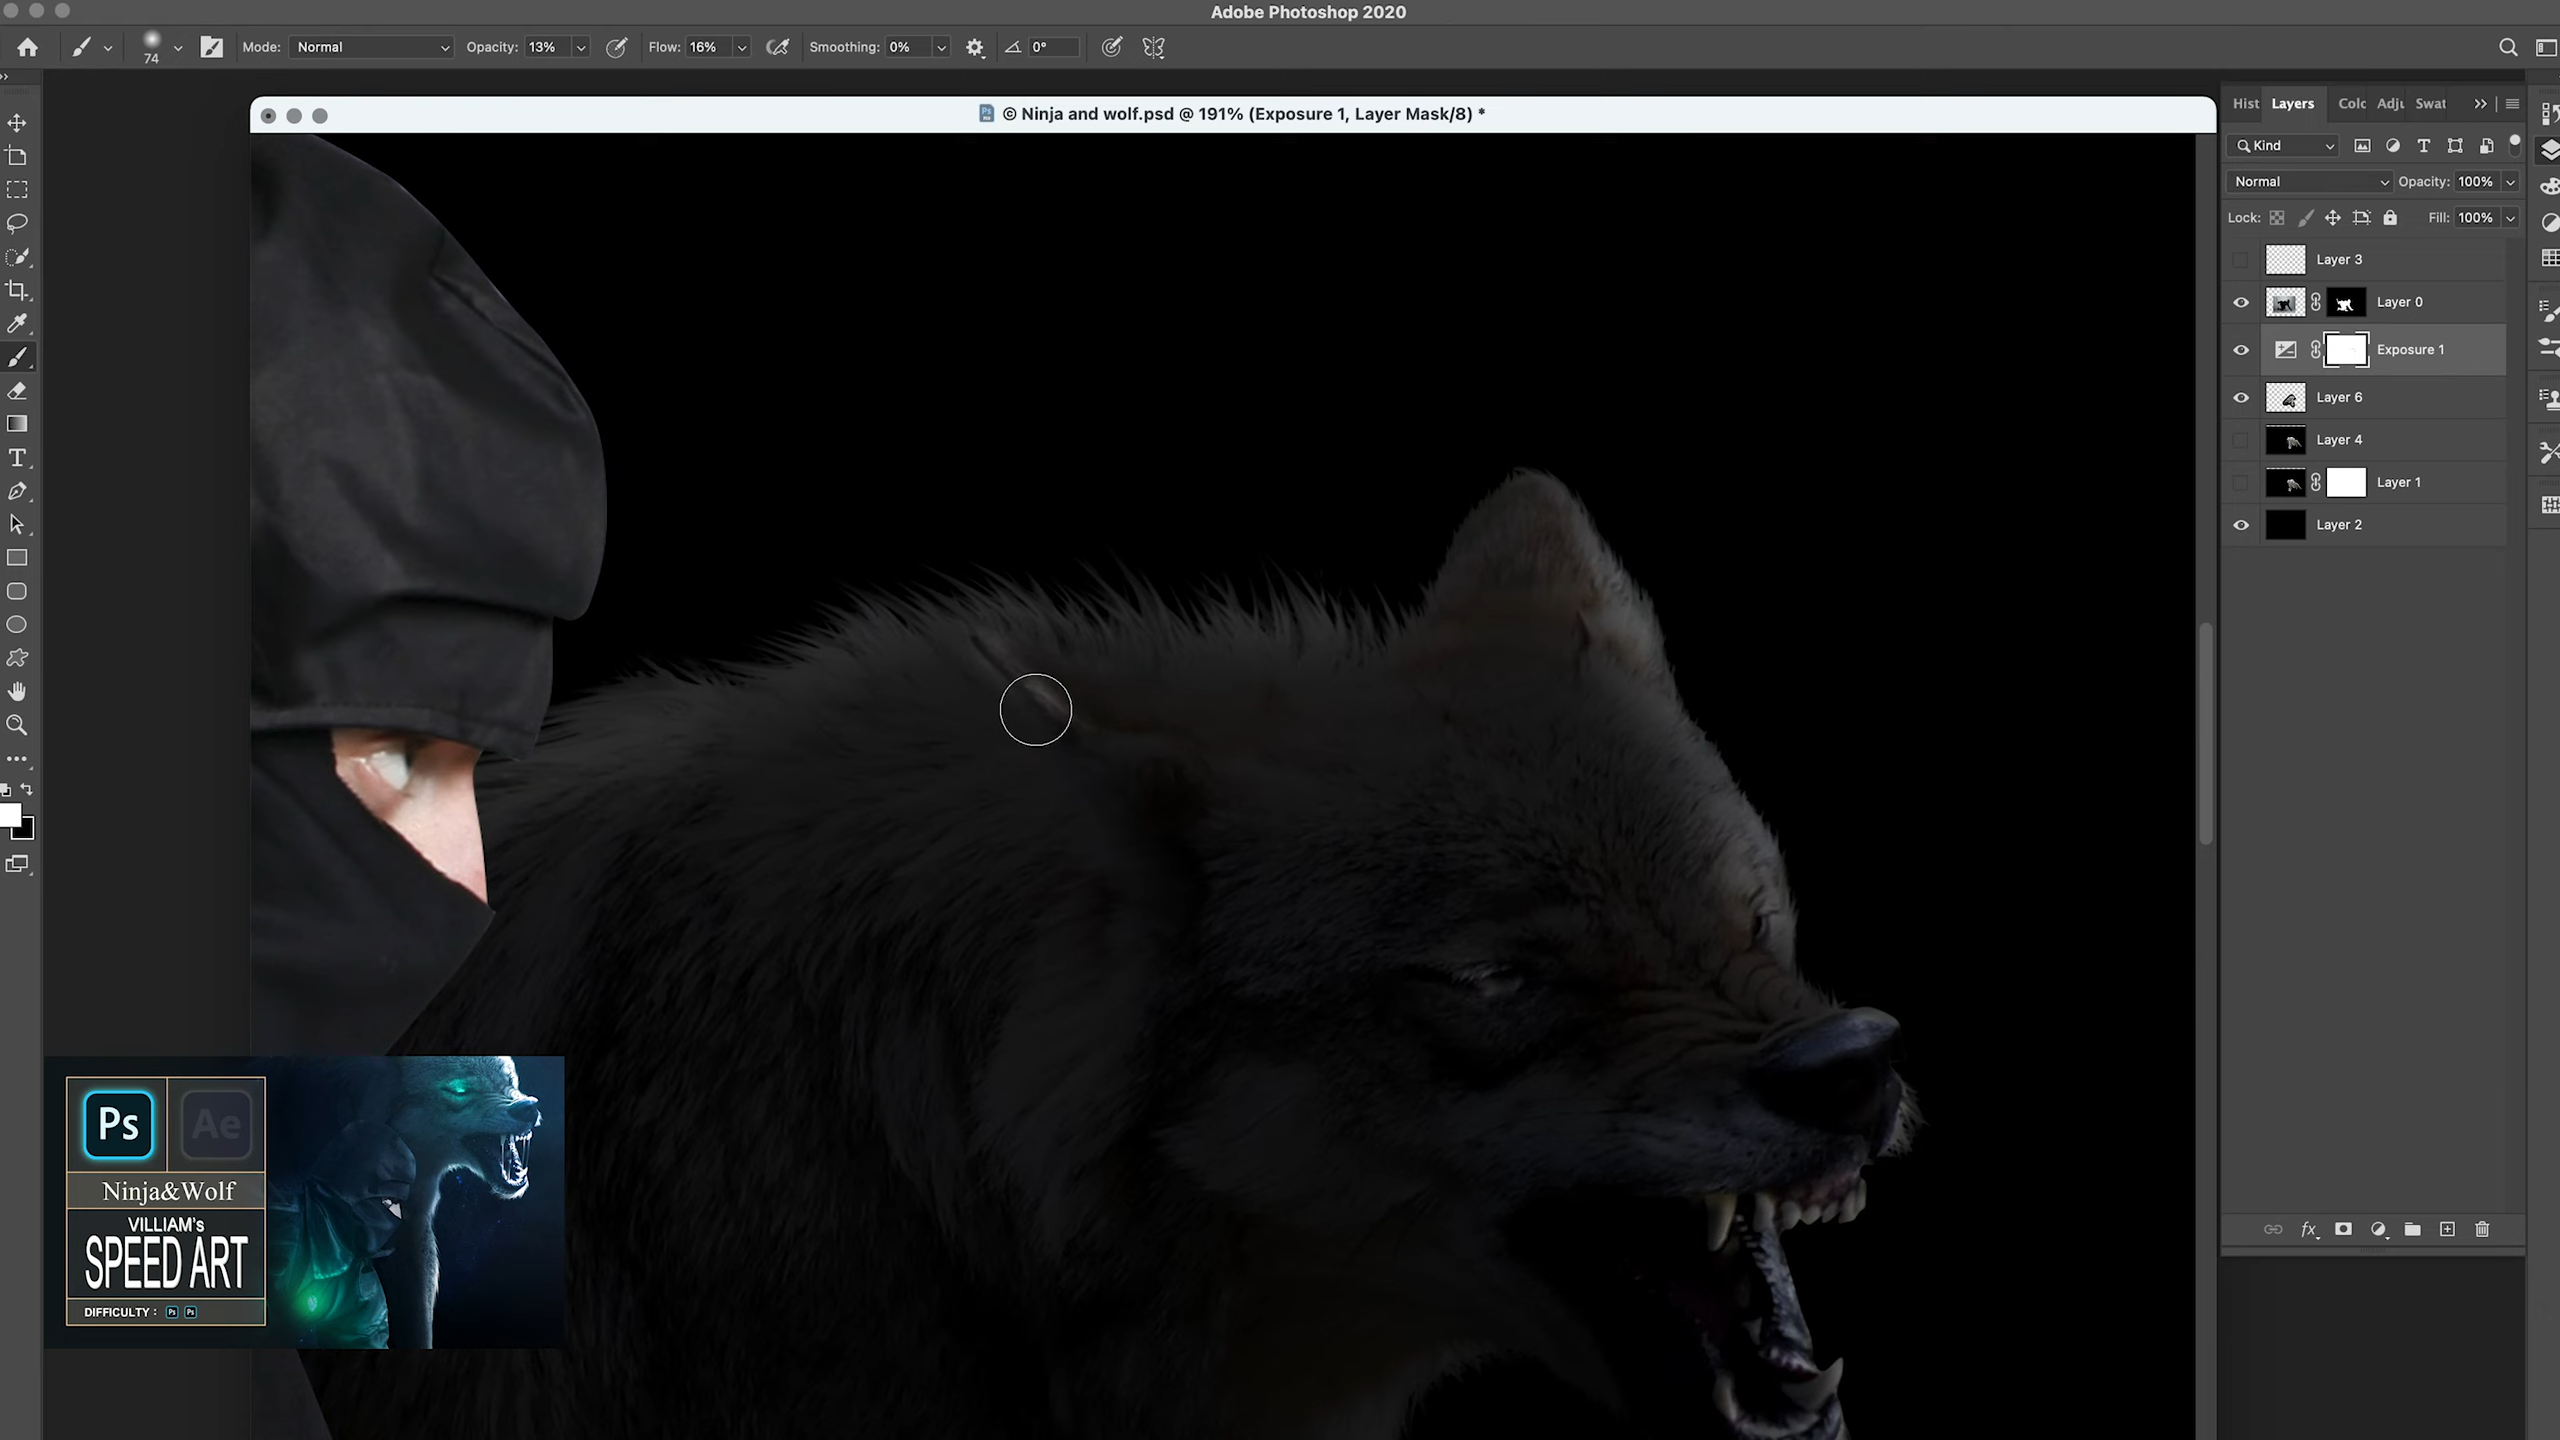 Adobe Photoshop 2020
74
Mode: Normal Opacity: 13% Flow: 16% Smoothing: 0% 0°
© Ninja and wolf.psd @ 191% (Exposure 1, Layer Mask/8) *
Hist Layers Colc Adju Swat
Kind
Normal Opacity: 100%
Lock: Fill: 100%
Layer 3
Layer 0
Exposure 1
Layer 6
Layer 4
Layer 1
Layer 2
fx
Ps Ae
Ninja&Wolf
VILLIAM's
SPEED ART
DIFFICULTY : Ps Ps